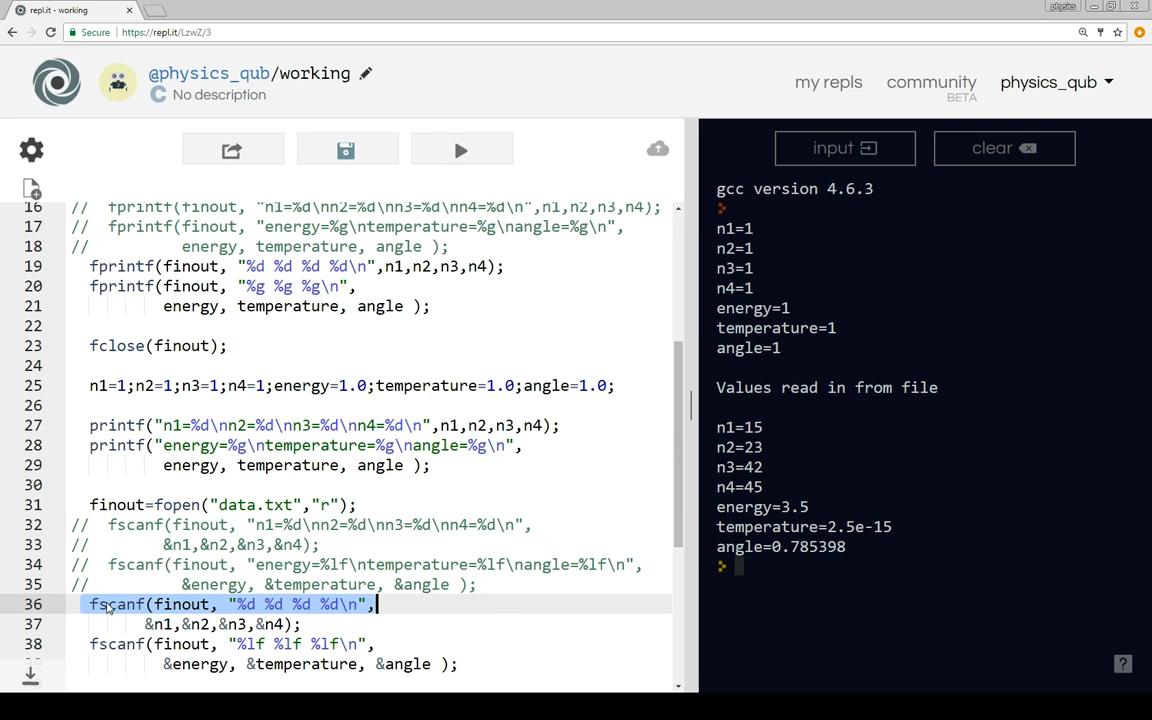 repl.it - working
physics
Secure
https://repl.it/LzwZ/3
@physics_qub/working
C No description
my repls
community
BETA
physics_qub
input
clear
16 // fprintf(finout, "n1=%d\nn2=%d\nn3=%d\nn4=%d\n",n1,n2,n3,n4);
17 // fprintf(finout, "energy=%g\ntemperature=%g\nangle=%g\n",
18 // energy, temperature, angle );
19 fprintf(finout, "%d %d %d %d\n",n1,n2,n3,n4);
20 fprintf(finout, "%g %g %g\n",
21 energy, temperature, angle );
22
23 fclose(finout);
24
25 n1=1;n2=1;n3=1;n4=1;energy=1.0;temperature=1.0;angle=1.0;
26
27 printf("n1=%d\nn2=%d\nn3=%d\nn4=%d\n",n1,n2,n3,n4);
28 printf("energy=%g\ntemperature=%g\nangle=%g\n",
29 energy, temperature, angle );
30
31 finout=fopen("data.txt","r");
32 // fscanf(finout, "n1=%d\nn2=%d\nn3=%d\nn4=%d\n",
33 // &n1,&n2,&n3,&n4);
34 // fscanf(finout, "energy=%lf\ntemperature=%lf\nangle=%lf\n",
35 // &energy, &temperature, &angle );
36 fscanf(finout, "%d %d %d %d\n",
37 &n1,&n2,&n3,&n4);
38 fscanf(finout, "%lf %lf %lf\n",
&energy, &temperature, &angle );
gcc version 4.6.3
n1=1
n2=1
n3=1
n4=1
energy=1
temperature=1
angle=1
Values read in from file
n1=15
n2=23
n3=42
n4=45
energy=3.5
temperature=2.5e-15
angle=0.785398
?